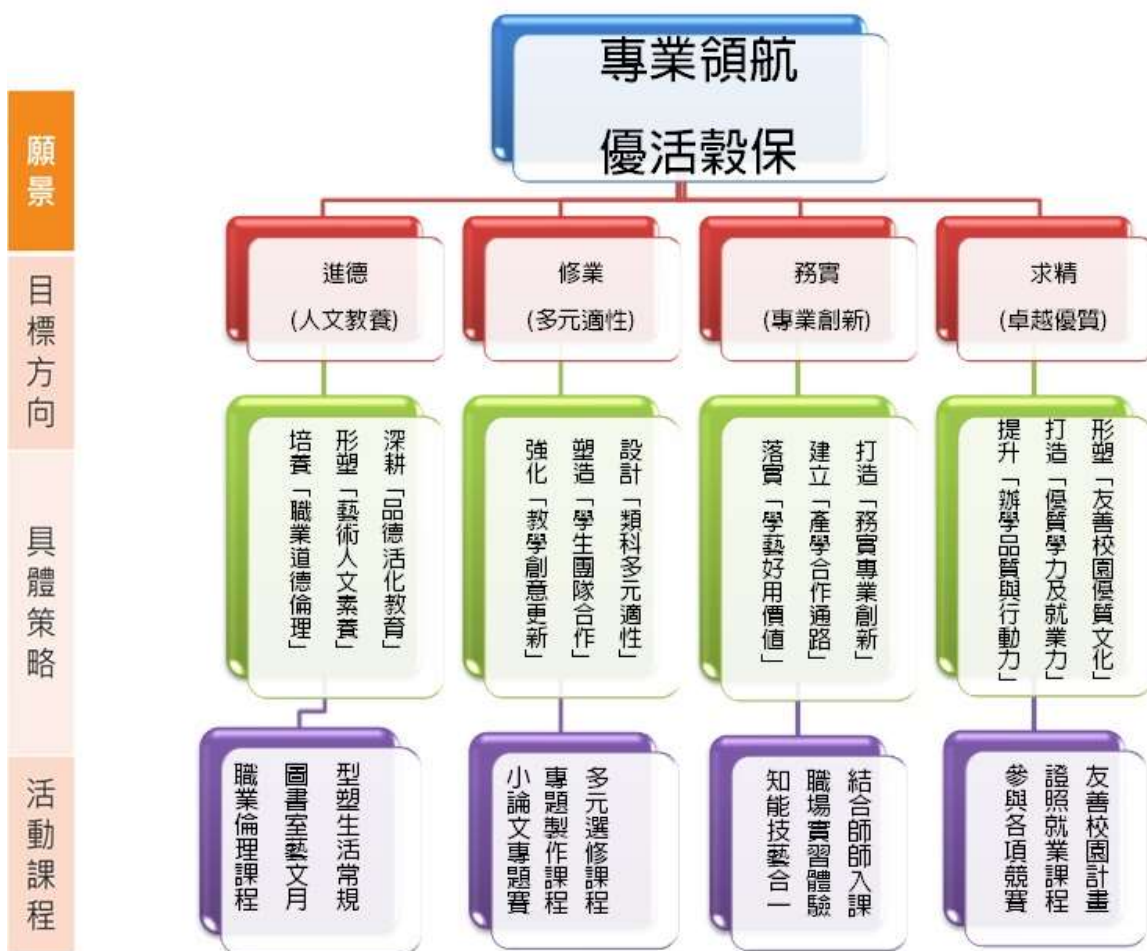 專業領航
優活穀保
願景
進德
(人文教養)
修業
(多元適性)
務實
(專業創新)
求精
(卓越優質)
目標方向
深耕「品德活化教育」
形塑「藝術人文素養」
培養「職業道德倫理」
設計「類科多元適性」
塑造「學生團隊合作」
強化「教學創意更新」
打造「務實專業創新」
建立「產學合作通路」
落實「學藝好用價值」
形塑「友善校園優質文化」
打造「優質學力及就業力」
提升「辦學品質與行動力」
具體策略
型塑生活常規
圖書室藝文月
職業倫理課程
多元選修課程
專題製作課程
小論文專題賽
結合師師入課
職場實習體驗
知能技藝合一
友善校園計畫
證照就業課程
參與各項競賽
活動課程